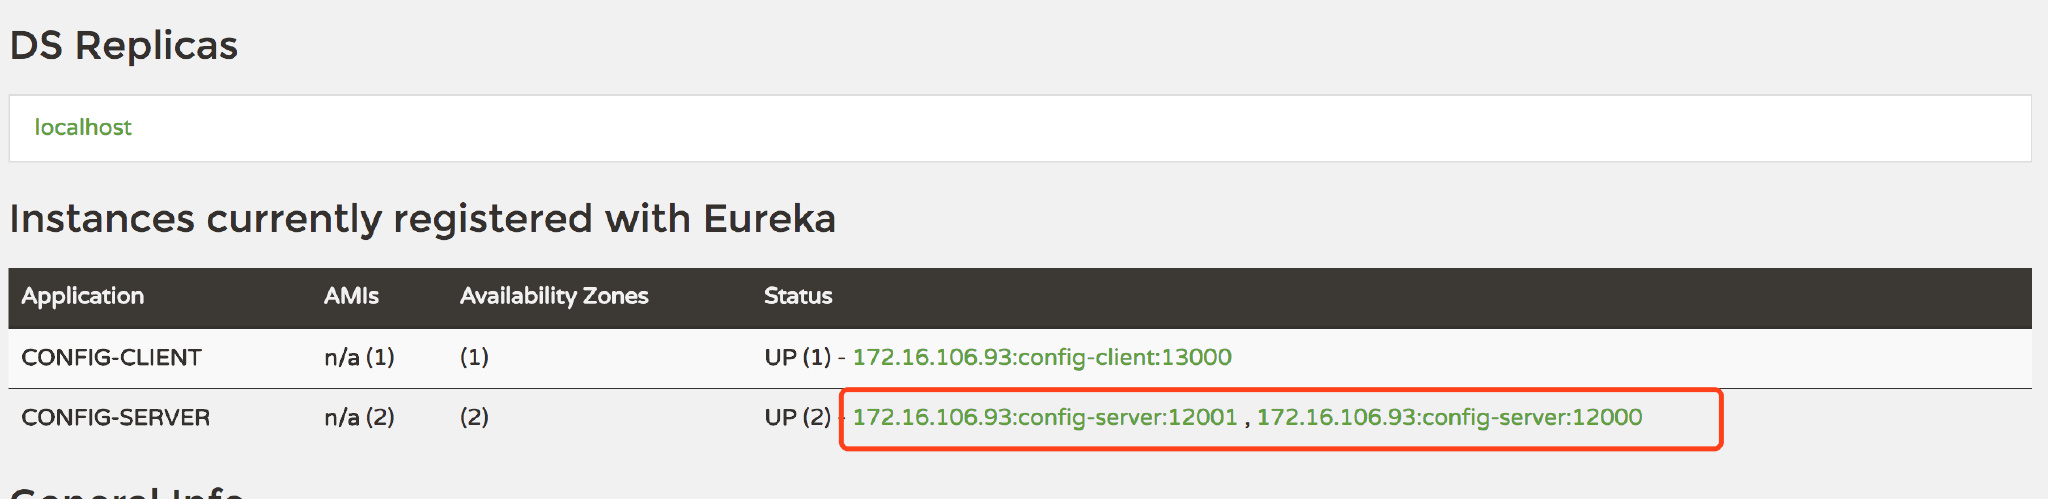 DS Replicas
localhost
Instances currently registered with Eureka
Application AMIs Availability Zones Status
CONFIG-CLIENT n/a (1) (1) UP (1) - 172.16.106.93:config-client:13000
CONFIG-SERVER n/a (2) (2) UP (2) - 172.16.106.93:config-server:12001 , 172.16.106.93:config-server:12000
General Info